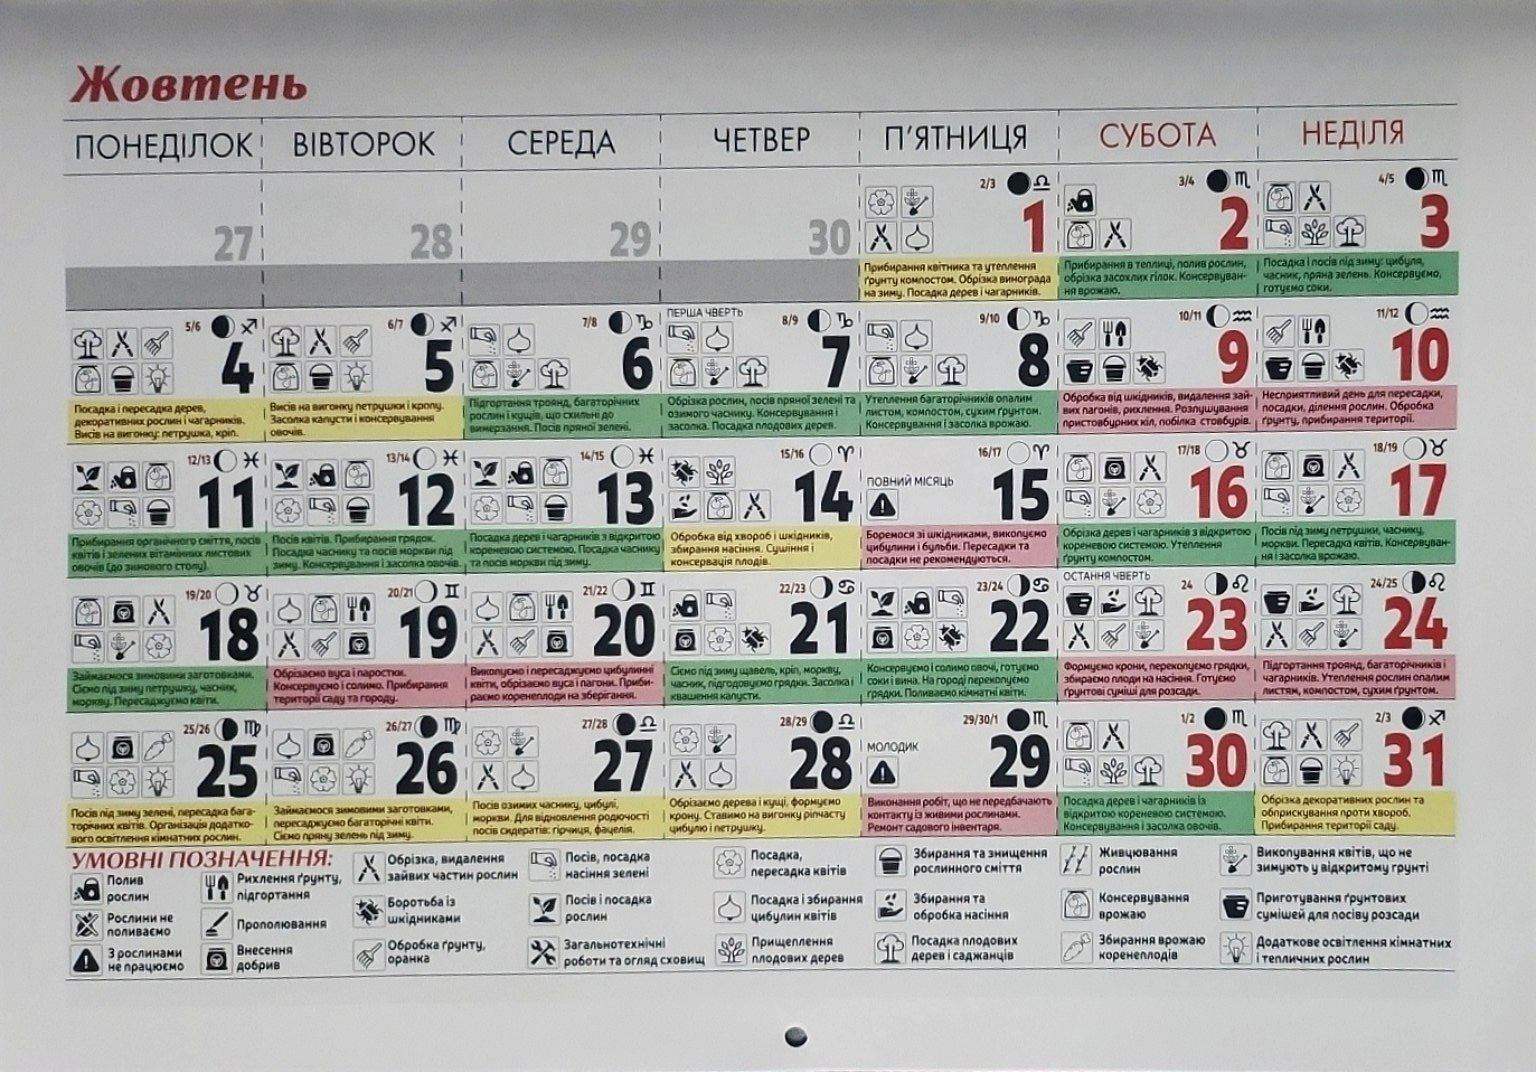 Жовтень
ПОНЕДІЛОК ВІВТОРОК СЕРЕДА ЧЕТВЕР П'ЯТНИЦЯ СУБОТА НЕДІЛЯ
27 28 29 30
2/3
1
Прибирання квітника та утеплення
ґрунту компостом. Обрізка винограда
на зиму. Посадка дерев і чагарників.
3/4
2
Прибирання в теплиці, полив рослин,
обрізка засохлих гілок. Консервуван-
ня врожаю.
4/5
3
Посадка і посів під зиму: цибуля,
часник, пряна зелень. Консервуємо,
готуємо соки.
5/6
4
Посадка і пересадка дерев,
декоративних рослин і чагарників.
Висів на вигонку: петрушка, кріп.
6/7
5
Висів на вигонку петрушки і кропу.
Засолка капусти і консервування
овочів.
7/8
6
Підгортання троянд, багаторічних
рослин і кущів, що схильні до
вимерзання. Посів пряної зелені.
ПЕРША ЧВЕРТЬ
8/9
7
Обрізка рослин, посів пряної зелені та
озимого часнику. Консервування і
засолка. Посадка плодових дерев.
9/10
8
Утеплення багаторічників опалим
листом, компостом, сухим ґрунтом.
Консервування і засолка врожаю.
10/11
9
Обробка від шкідників, видалення зай-
вих пагонів, рихлення. Розпушування
пристовбурних кіл, побілка стовбурів.
11/12
10
Несприятливий день для пересадки,
посадки, ділення рослин. Обробка
ґрунту, прибирання території.
12/13
11
Прибирання органічного сміття, посів
квітів і зелених вітамінних листових
овочів (до зимового столу).
13/14
12
Посів квітів. Прибирання грядок.
Посадка часнику та посів моркви під
зиму. Консервування і засолка овочів.
14/15
13
Посадка дерев і чагарників з відкритою
кореневою системою. Посадка часнику
та посів моркви під зиму.
15/16
14
Обробка від хвороб і шкідників,
збирання насіння. Сушіння і
консервація плодів.
16/17
ПОВНИЙ МІСЯЦЬ
15
Боремося зі шкідниками, викопуємо
цибулини і бульби. Пересадки та
посадки не рекомендуються.
17/18
16
Обрізка дерев і чагарників з відкритою
кореневою системою. Утеплення
ґрунту компостом.
18/19
17
Посів під зиму петрушки, часнику,
моркви. Пересадка квітів. Консервуван-
ня і засолка врожаю.
19/20
18
Займаємося зимовими заготовками.
Сіємо під зиму петрушку, часник,
моркву. Пересаджуємо квіти.
20/21
19
Обрізаємо вуса і паростки.
Консервуємо і солимо. Прибирання
території саду та городу.
21/22
20
Викопуємо і пересаджуємо цибулинні
квіти, обрізаємо вуса і пагони. Приби-
раємо коренеплоди на зберігання.
22/23
21
Сіємо під зиму щавель, кріп, моркву,
часник, підгодовуємо грядки. Засолка і
квашення капусти.
23/24
22
Консервуємо і солимо овочі, готуємо
соки і вина. На городі перекопуємо
грядки. Поливаємо кімнатні квіти.
ОСТАННЯ ЧВЕРТЬ
24
23
Формуємо крони, перекопуємо грядки,
збираємо плоди на насіння. Готуємо
ґрунтові суміші для розсади.
24/25
24
Підгортання троянд, багаторічників і
чагарників. Утеплення рослин опалим
листям, компостом, сухим ґрунтом.
25/26
25
Посів під зиму зелені, пересадка бага-
торічних квітів. Організація додатко-
вого освітлення кімнатних рослин.
26/27
26
Займаємося зимовими заготовками,
пересаджуємо багаторічні квіти.
Сіємо пряну зелень під зиму.
27/28
27
Посів озимих часнику, цибулі,
моркви. Для відновлення родючості
посів сидератів: гірчиця, фацелія.
28/29
28
Обрізаємо дерева і кущі, формуємо
крону. Ставимо на вигонку ріпчасту
цибулю і петрушку.
29/30/1
МОЛОДИК
29
Виконання робіт, що не передбачають
контакту із живими рослинами.
Ремонт садового інвентаря.
1/2
30
Посадка дерев і чагарників із
відкритою кореневою системою.
Консервування і засолка овочів.
2/3
31
Обрізка декоративних рослин та
обприскування проти хвороб.
Прибирання території саду.
УМОВНІ ПОЗНАЧЕННЯ:
Полив
рослин
Рослини не
поливаємо
З рослинами
не працюємо
Рихлення ґрунту,
підгортання
Прополювання
Внесення
добрив
Обрізка, видалення
зайвих частин рослин
Боротьба із
шкідниками
Обробка ґрунту,
оранка
Посів, посадка
насіння зелені
Посів і посадка
рослин
Загальнотехнічні
роботи та огляд сховищ
Посадка,
пересадка квітів
Посадка і збирання
цибулин квітів
Прищеплення
плодових дерев
Збирання та знищення
рослинного сміття
Збирання та
обробка насіння
Посадка плодових
дерев і саджанців
Живцювання
рослин
Консервування
врожаю
Збирання врожаю
коренеплодів
Викопування квітів, що не
зимують у відкритому ґрунті
Приготування ґрунтових
сумішей для посіву розсади
Додаткове освітлення кімнатних
і тепличних рослин